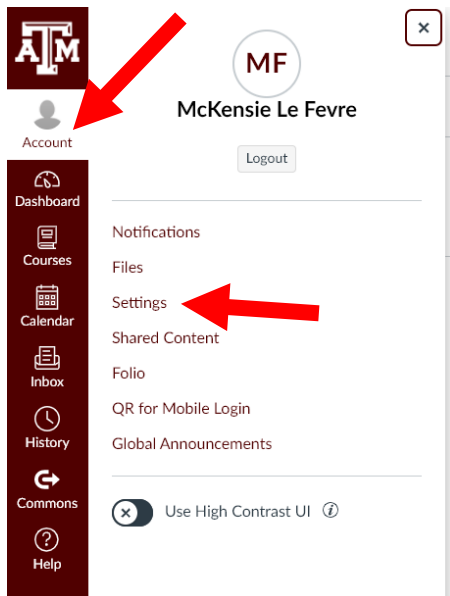 ATM
Account
Dashboard
Courses
Calendar
Inbox
History
Commons
Help
MF
McKensie Le Fevre
Logout
Notifications
Files
Settings
Shared Content
Folio
QR for Mobile Login
Global Announcements
Use High Contrast UI